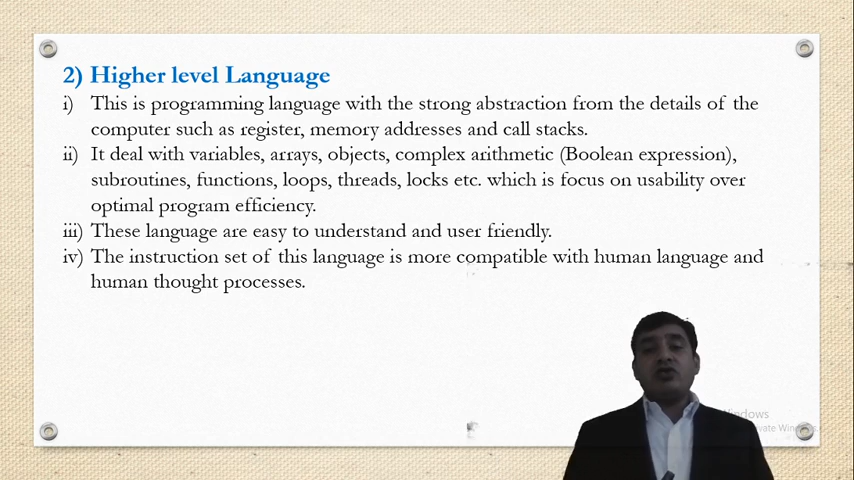 2) Higher level Language
i) This is programming language with the strong abstraction from the details of the
computer such as register, memory addresses and call stacks.
ii) It deal with variables, arrays, objects, complex arithmetic (Boolean expression),
subroutines, functions, loops, threads, locks etc. which is focus on usability over
optimal program efficiency.
iii) These language are easy to understand and user friendly.
iv) The instruction set of this language is more compatible with human language and
human thought processes.